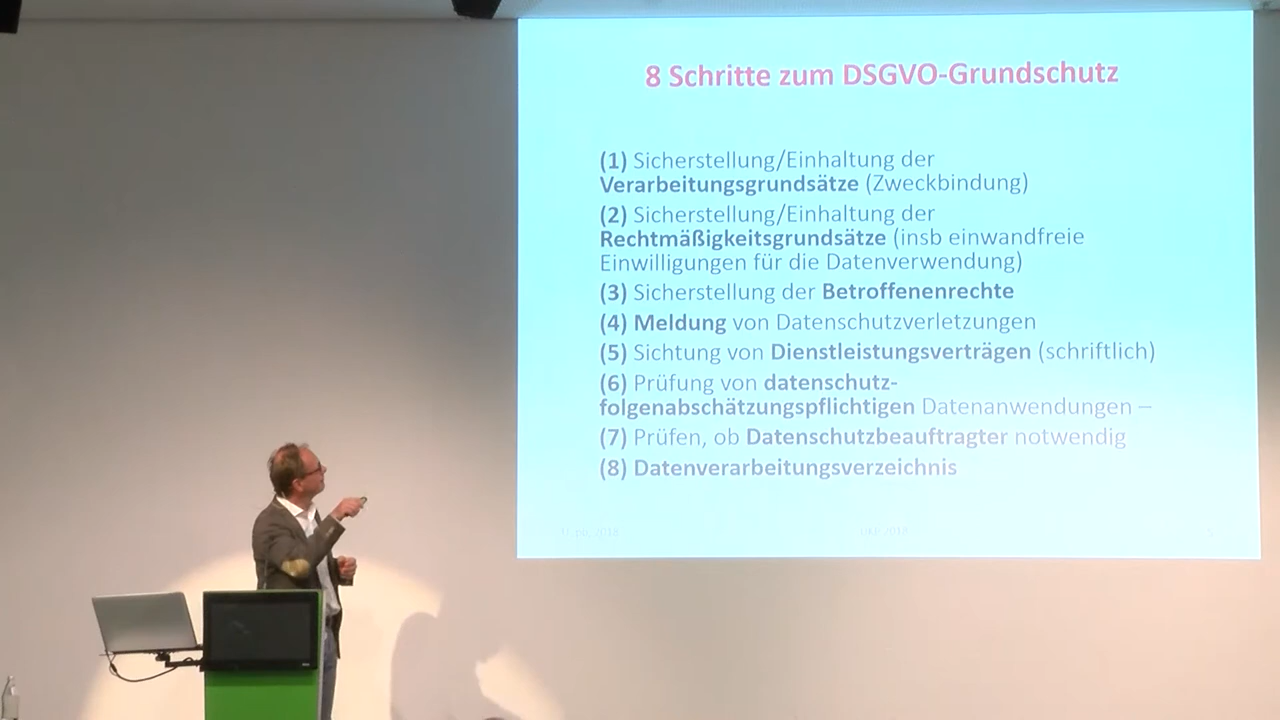 8 Schritte zum DSGVO-Grundschutz
(1) Sicherstellung/Einhaltung der
Verarbeitungsgrundsätze (Zweckbindung)
(2) Sicherstellung/Einhaltung der
Rechtmäßigkeitsgrundsätze (insb einwandfreie
Einwilligungen für die Datenverwendung)
(3) Sicherstellung der Betroffenenrechte
(4) Meldung von Datenschutzverletzungen
(5) Sichtung von Dienstleistungsverträgen (schriftlich)
(6) Prüfung von datenschutz-
folgenabschätzungspflichtigen Datenanwendungen –
(7) Prüfen, ob Datenschutzbeauftragter notwendig
(8) Datenverarbeitungsverzeichnis